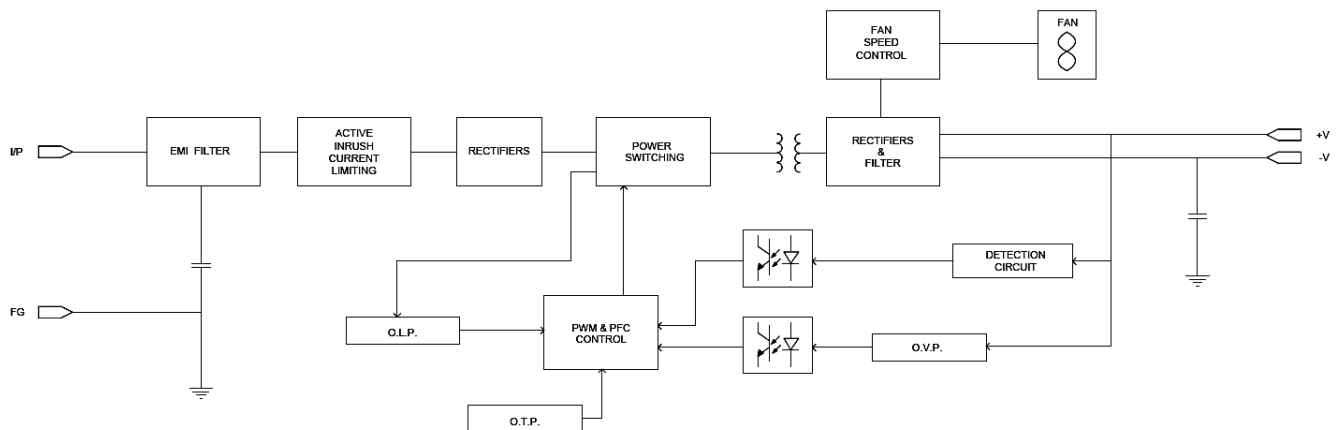 FAN
SPEED
CONTROL
FAN
I/P
EMI FILTER
ACTIVE
INRUSH
CURRENT
LIMITING
RECTIFIERS
POWER
SWITCHING
RECTIFIERS
&
FILTER
+V
-V
DETECTION
CIRCUIT
FG
O.L.P.
PWM & PFC
CONTROL
O.V.P.
O.T.P.